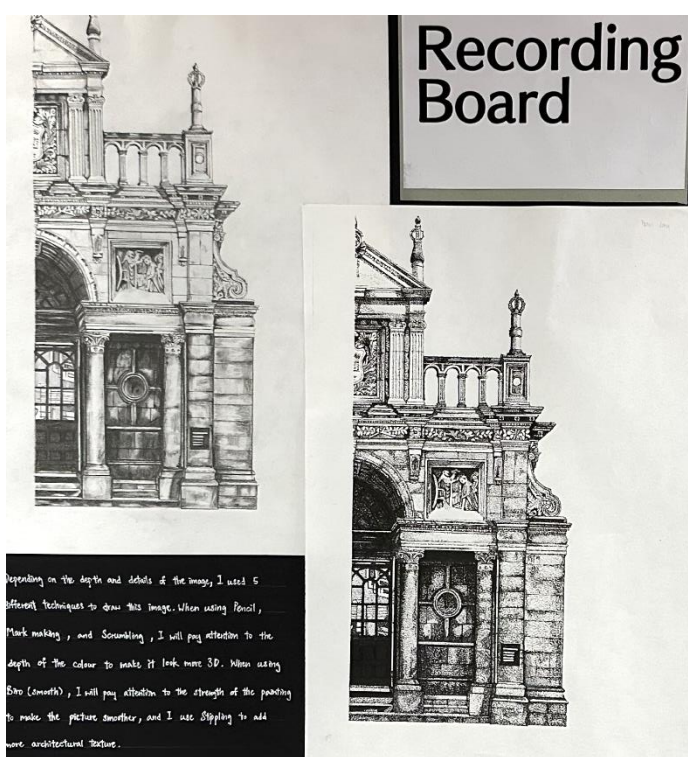 Recording
Board
Depending on the depth and details of the image, I used 5
different techniques to draw this image. When using Pencil,
Mark making, and Scrumbling, I will pay attention to the
depth of the colour to make it look more 3D. When using
Biro (smooth), I will pay attention to the strength of the painting
to make the picture smoother, and I use Stippling to add
more architectural texture.